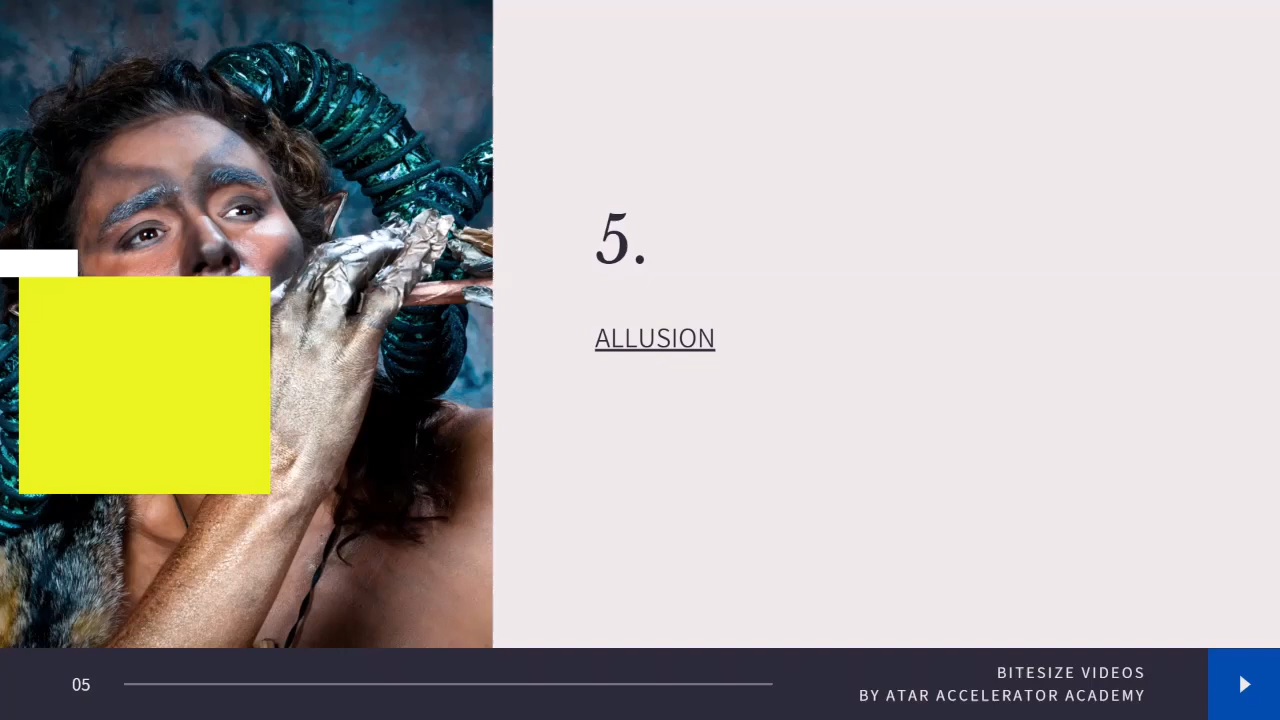 5.
ALLUSION
05
BITESIZE VIDEOS
BY ATAR ACCELERATOR ACADEMY